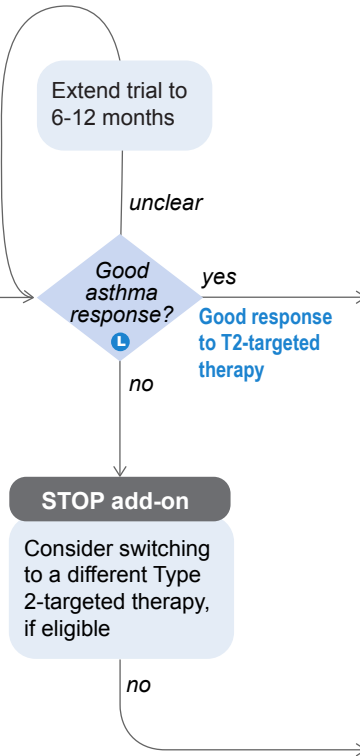 Extend trial to
6-12 months
unclear
Good
asthma
response?
L
yes
Good response
to T2-targeted
therapy
no
STOP add-on
Consider switching
to a different Type
2-targeted therapy,
if eligible
no